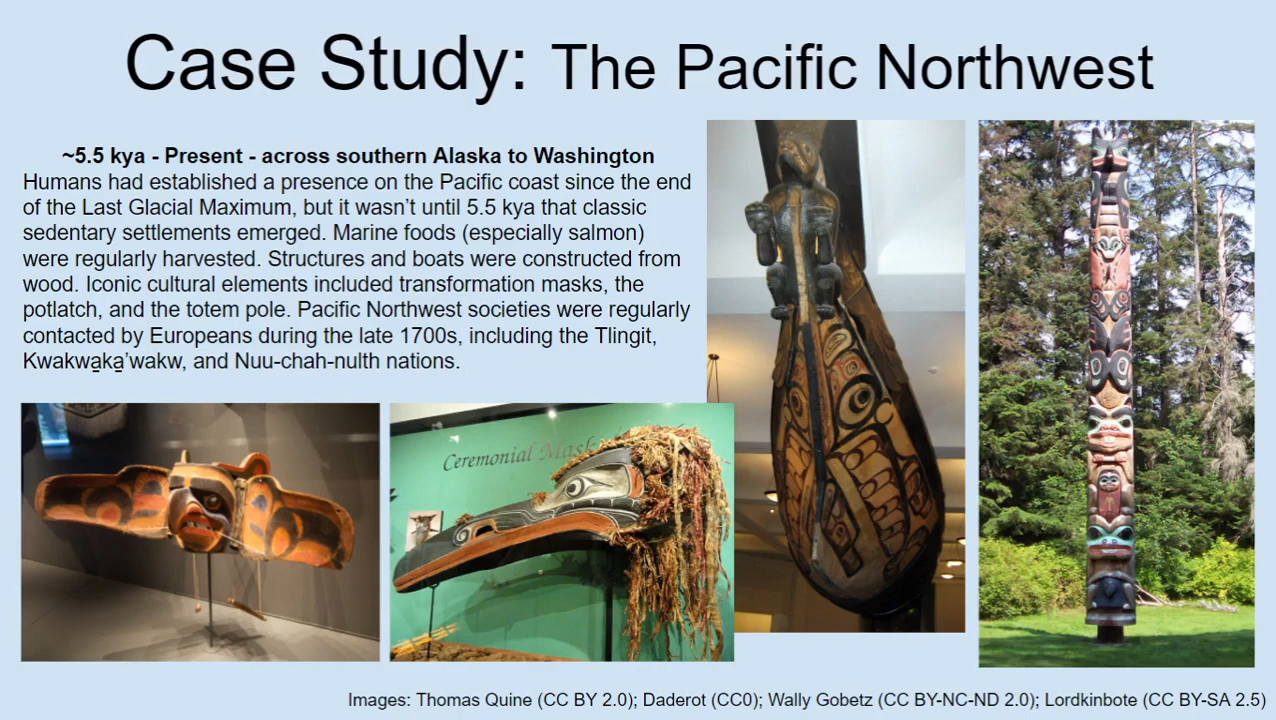 Case Study: The Pacific Northwest
~5.5 kya - Present - across southern Alaska to Washington
Humans had established a presence on the Pacific coast since the end
of the Last Glacial Maximum, but it wasn’t until 5.5 kya that classic
sedentary settlements emerged. Marine foods (especially salmon)
were regularly harvested. Structures and boats were constructed from
wood. Iconic cultural elements included transformation masks, the
potlatch, and the totem pole. Pacific Northwest societies were regularly
contacted by Europeans during the late 1700s, including the Tlingit,
Kwakwa̱ka̱ʼwakw, and Nuu-chah-nulth nations.
Ceremonial Mas
Images: Thomas Quine (CC BY 2.0); Daderot (CC0); Wally Gobetz (CC BY-NC-ND 2.0); Lordkinbote (CC BY-SA 2.5)